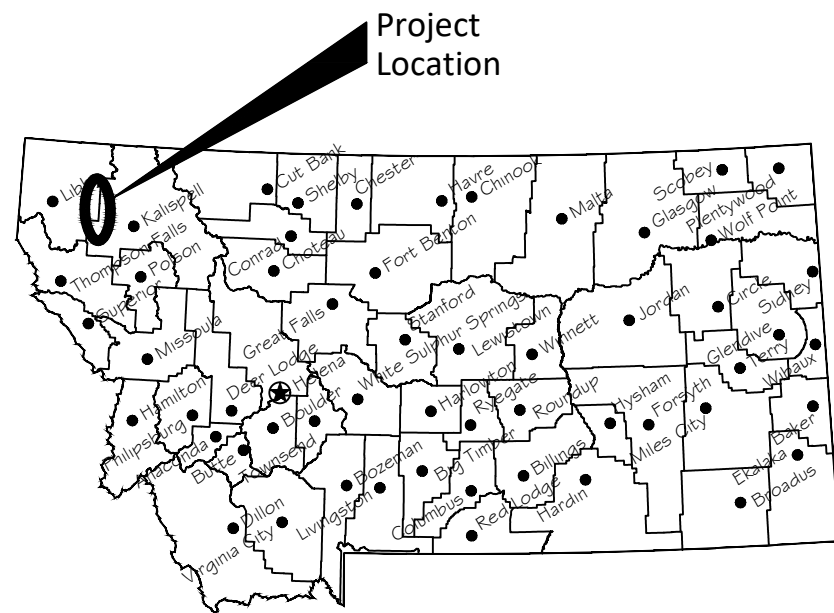 Project
Location
Cut Bank
Shelby
Chester
Havre
Chinook
Malta
Scobey
Glasgow
Plentywood
Wolf Point
Kalispell
Conrad
Choteau
Fort Benton
Thompson Falls
Polson
Superior
Missoula
Great Falls
Stanford
White Sulphur Springs
Lewistown
Winnett
Jordan
Circle
Sidney
Glendive
Terry
Wibaux
Hamilton
Philipsburg
Anaconda
Deer Lodge
Helena
Butte
Boulder
Townsend
Harlowton
Ryegate
Roundup
Hysham
Forsyth
Miles City
Baker
Ekalaka
Broadus
Dillon
Virginia City
Bozeman
Livingston
Big Timber
Columbus
Red Lodge
Billings
Hardin